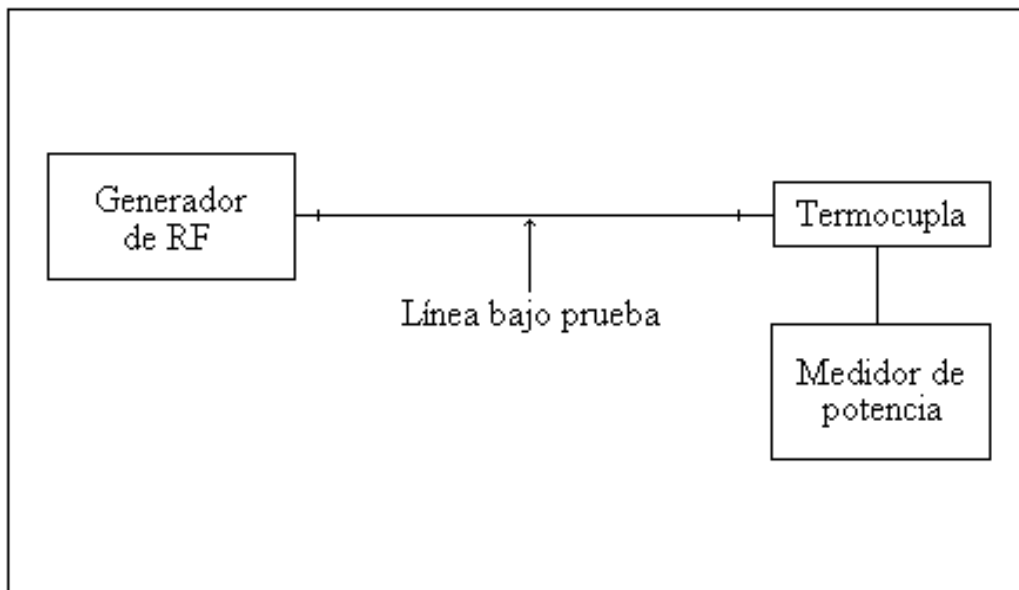 Generador
de RF
Termocupla
Línea bajo prueba
Medidor de
potencia